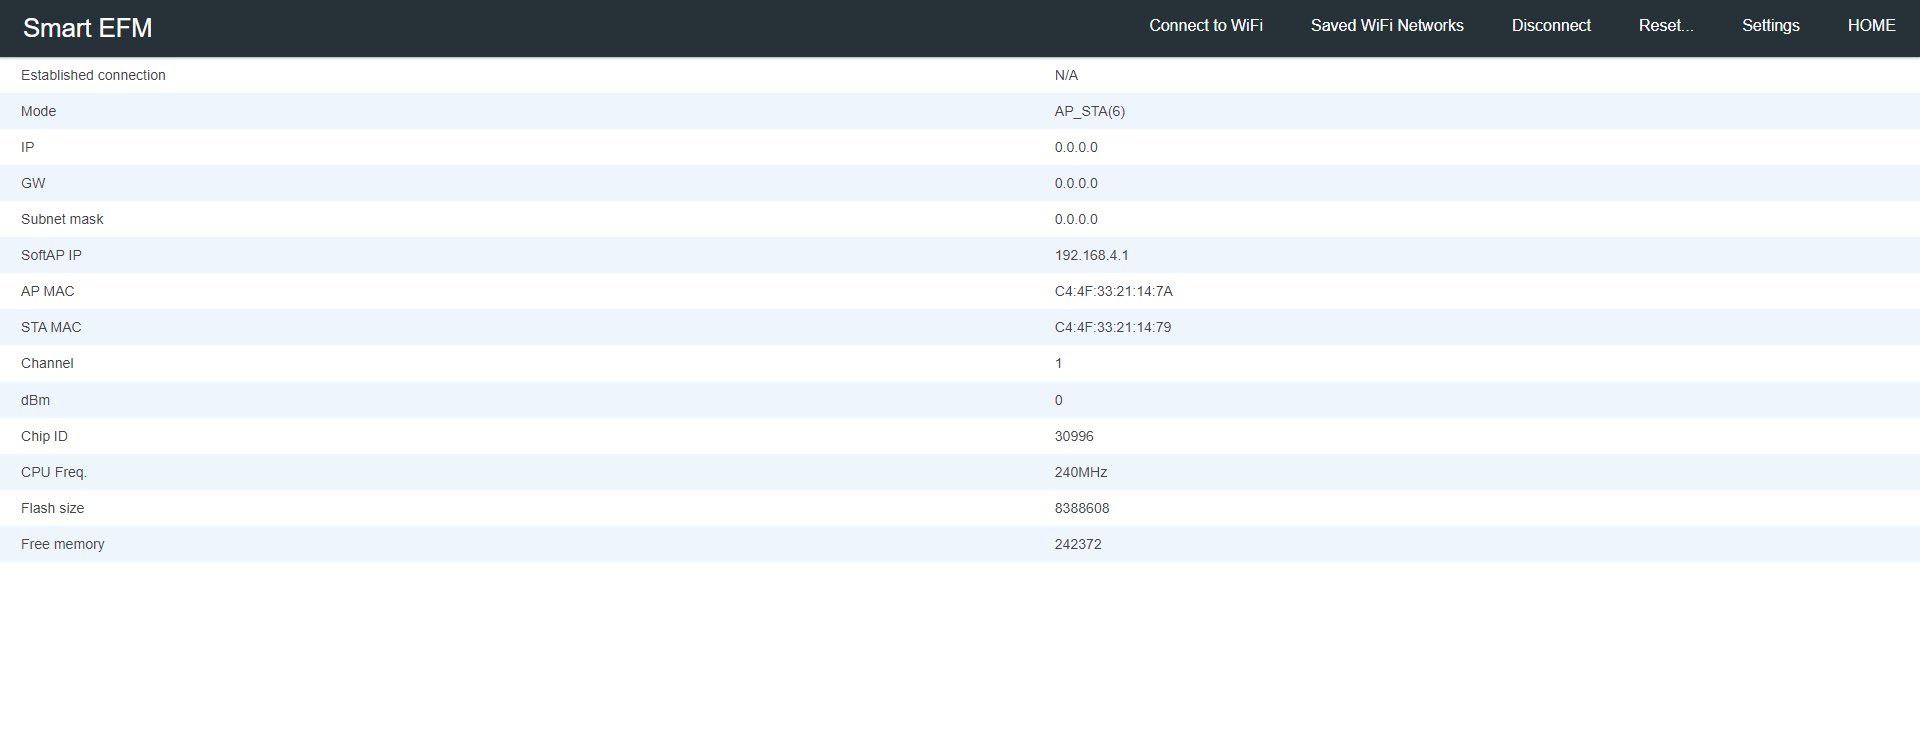 Smart EFM Connect to WiFi Saved WiFi Networks Disconnect Reset... Settings HOME
Established connection N/A
Mode AP_STA(6)
IP 0.0.0.0
GW 0.0.0.0
Subnet mask 0.0.0.0
SoftAP IP 192.168.4.1
AP MAC C4:4F:33:21:14:7A
STA MAC C4:4F:33:21:14:79
Channel 1
dBm 0
Chip ID 30996
CPU Freq. 240MHz
Flash size 8388608
Free memory 242372